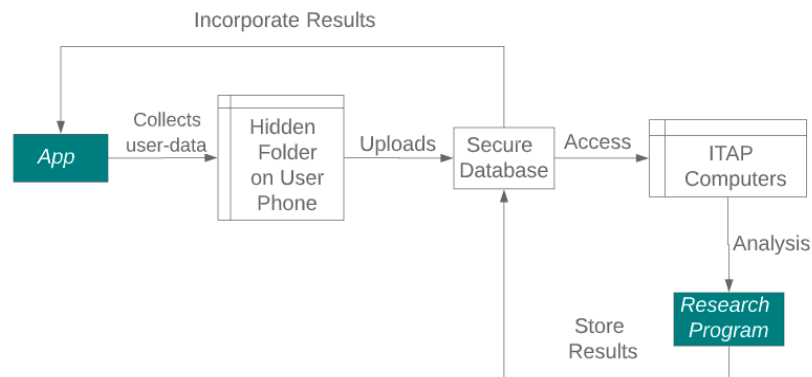 Incorporate Results
App
Collects
user-data
Hidden
Folder
on User
Phone
Uploads
Secure
Database
Access
ITAP
Computers
Analysis
Research
Program
Store
Results